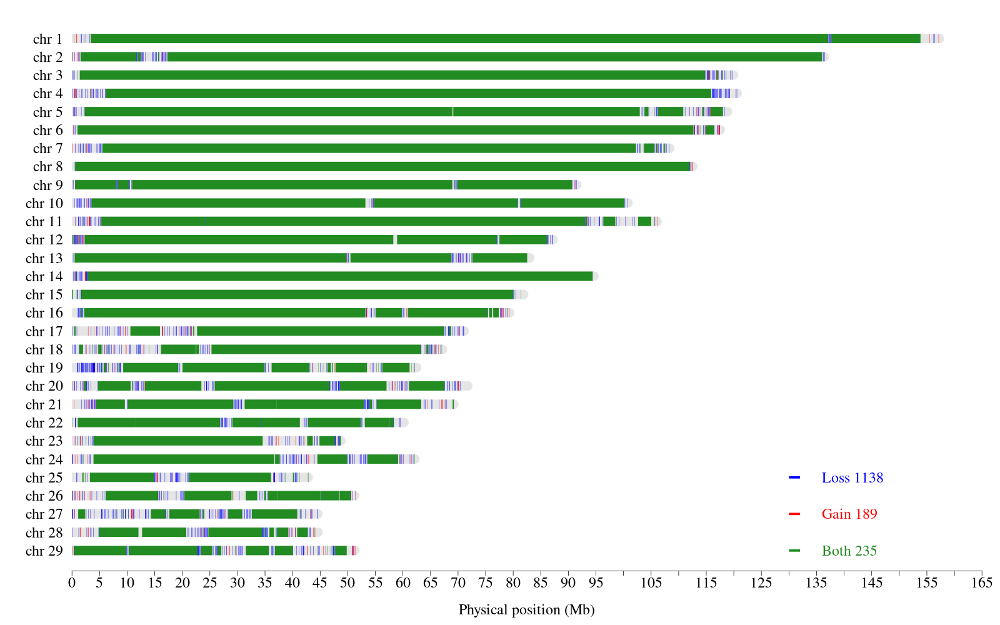 chr 1
chr 2
chr 3
chr 4
chr 5
chr 6
chr 7
chr 8
chr 9
chr 10
chr 11
chr 12
chr 13
chr 14
chr 15
chr 16
chr 17
chr 18
chr 19
chr 20
chr 21
chr 22
chr 23
chr 24
chr 25
Loss 1138
chr 26
chr 27
Gain 189
chr 28
chr 29
Both 235
0 5 10 15 20 25 30 35 40 45 50 55 60 65 70 75 80 85 90 95 105 115 125 135 145 155 165
Physical position (Mb)